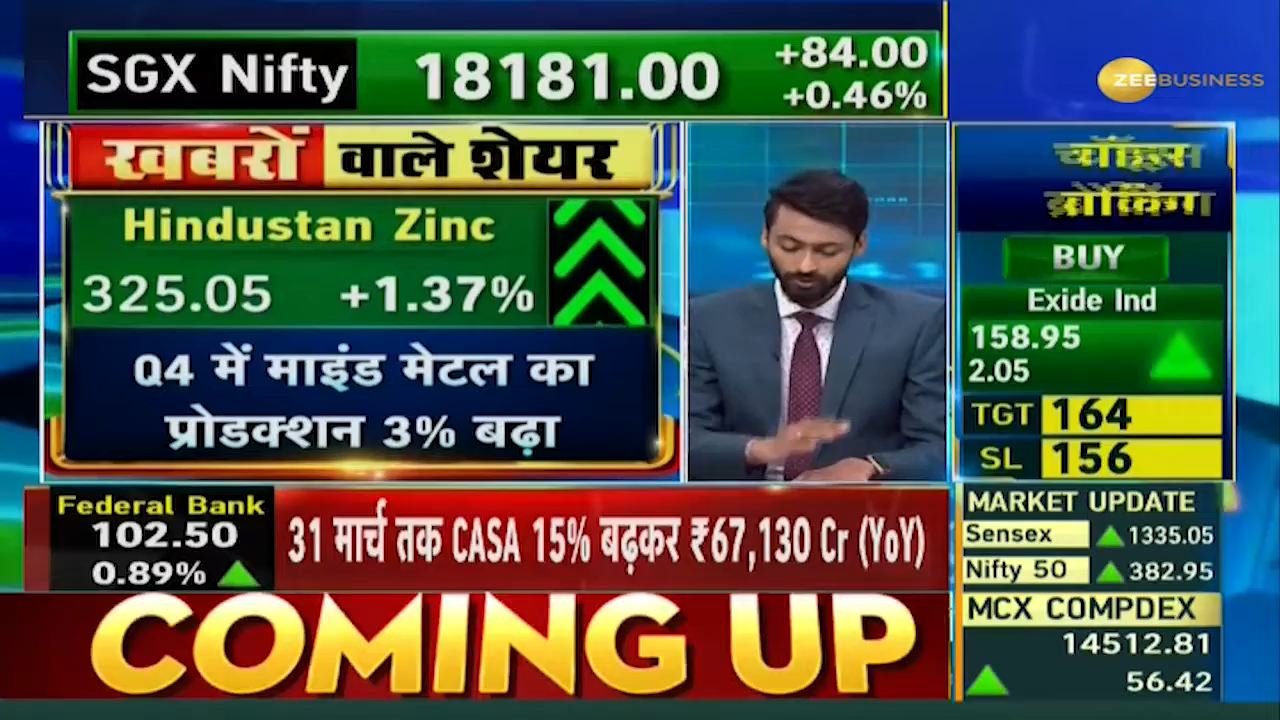 SGX Nifty 18181.00 +84.00
+0.46%
ZEEBUSINESS
खबरों वाले शेयर
Hindustan Zinc
325.05 +1.37%
Q4 में माइंड मेटल का
प्रोडक्शन 3% बढ़ा
BUY
Exide Ind
158.95
2.05
TGT 164
SL 156
Federal Bank
102.50
0.89%
31 मार्च तक CASA 15% बढ़कर ₹67,130 Cr (YoY)
MARKET UPDATE
Sensex 1335.05
Nifty 50 382.95
MCX COMPDEX
14512.81
56.42
COMING UP